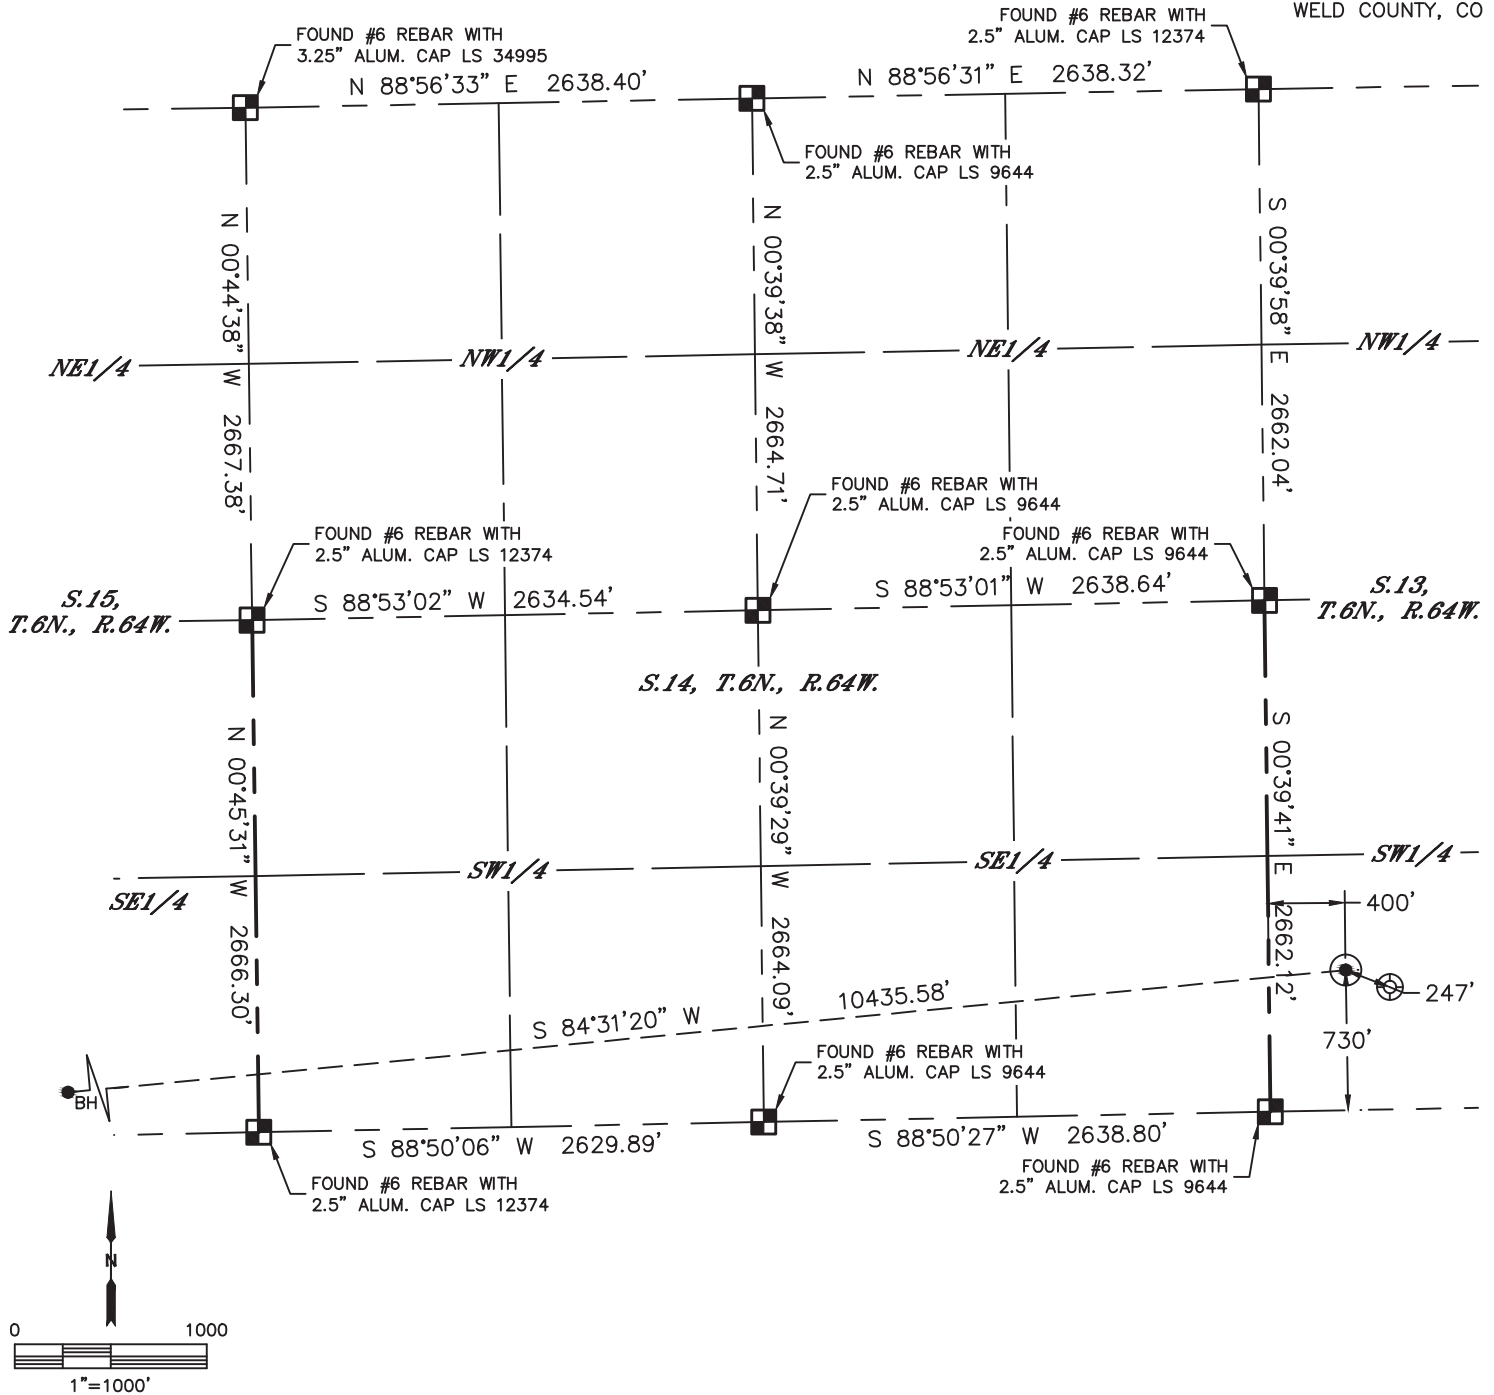 WELD COUNTY, CO
FOUND #6 REBAR WITH
2.5" ALUM. CAP LS 12374
FOUND #6 REBAR WITH
3.25" ALUM. CAP LS 34995
N 88°56'33" E 2638.40'
N 88°56'31" E 2638.32'
FOUND #6 REBAR WITH
2.5" ALUM. CAP LS 9644
N 00°44'38" W 2667.38'
N 00°39'38" W 2664.71'
S 00°39'58" E 2662.04'
NE1/4
NW1/4
NE1/4
NW1/4
FOUND #6 REBAR WITH
2.5" ALUM. CAP LS 9644
FOUND #6 REBAR WITH
2.5" ALUM. CAP LS 12374
FOUND #6 REBAR WITH
2.5" ALUM. CAP LS 9644
S.15,
T.6N., R.64W.
S 88°53'02" W 2634.54'
S 88°53'01" W 2638.64'
S.13,
T.6N., R.64W.
S.14, T.6N., R.64W.
N 00°45'31" W 2666.30'
N 00°39'29" W 2664.09'
S 00°39'41" E 2662.12'
SE1/4
SW1/4
SE1/4
SW1/4
400'
247'
730'
S 84°31'20" W 10435.58'
BH
FOUND #6 REBAR WITH
2.5" ALUM. CAP LS 9644
S 88°50'06" W 2629.89'
S 88°50'27" W 2638.80'
FOUND #6 REBAR WITH
2.5" ALUM. CAP LS 12374
FOUND #6 REBAR WITH
2.5" ALUM. CAP LS 9644
N
0 1000
1"=1000'